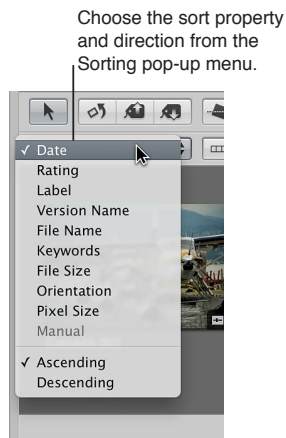 Choose the sort property
and direction from the
Sorting pop-up menu.
✓ Date
Rating
Label
Version Name
File Name
Keywords
File Size
Orientation
Pixel Size
Manual
✓ Ascending
Descending